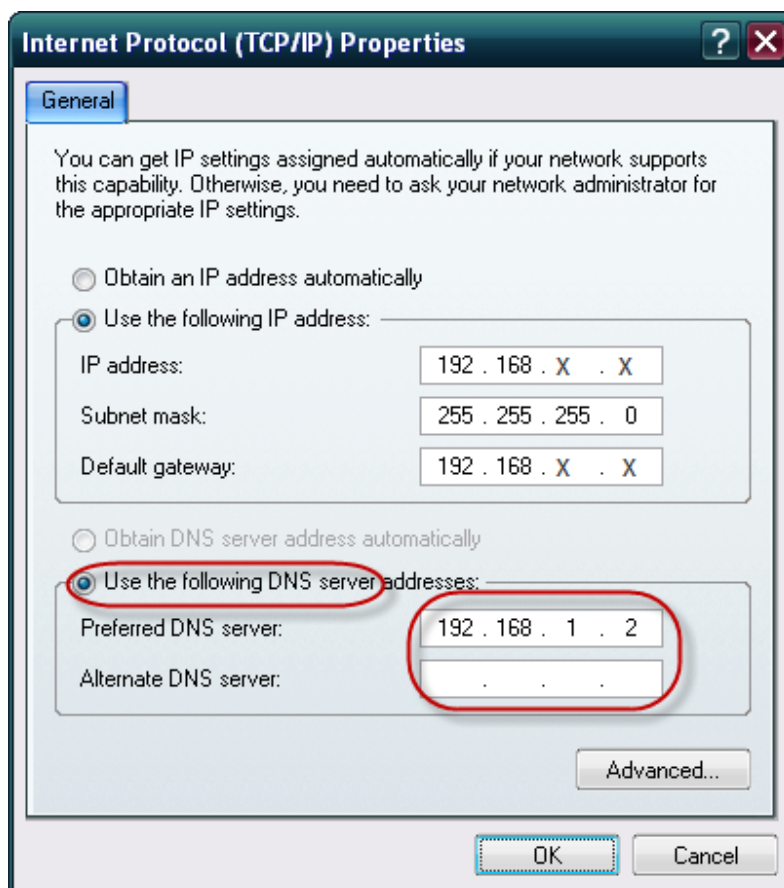 Internet Protocol (TCP/IP) Properties
General
You can get IP settings assigned automatically if your network supports
this capability. Otherwise, you need to ask your network administrator for
the appropriate IP settings.
Obtain an IP address automatically
Use the following IP address:
IP address: 192 . 168 . X . X
Subnet mask: 255 . 255 . 255 . 0
Default gateway: 192 . 168 . X . X
Obtain DNS server address automatically
Use the following DNS server addresses:
Preferred DNS server: 192 . 168 . 1 . 2
Alternate DNS server: . . .
Advanced...
OK Cancel